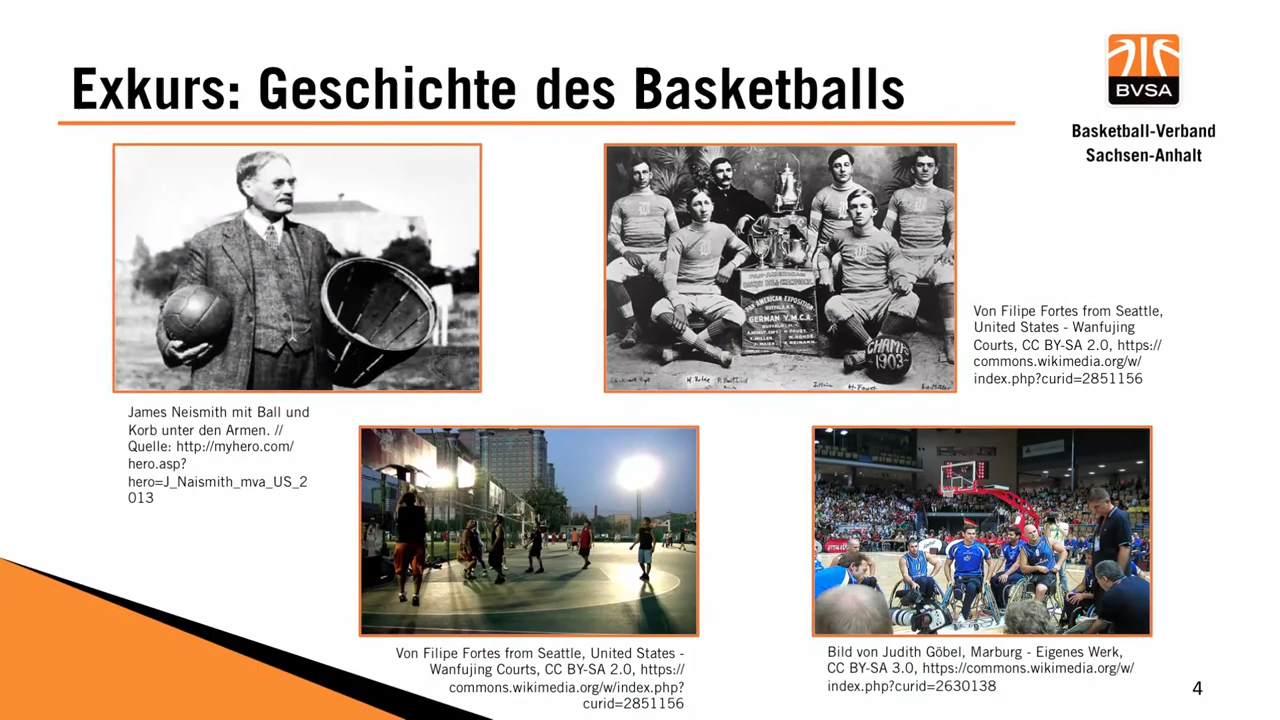 Exkurs: Geschichte des Basketballs
BVSA
Basketball-Verband
Sachsen-Anhalt
PAN-AMERICAN
PAN AMERICAN EXPOSITION
BUFFALO, N.Y.
GERMAN Y.M.C.A.
CHAMPS
1903
Von Filipe Fortes from Seattle,
United States - Wanfujing
Courts, CC BY-SA 2.0, https://
commons.wikimedia.org/w/
index.php?curid=2851156
James Neismith mit Ball und
Korb unter den Armen. //
Quelle: http://myhero.com/
hero.asp?
hero=J_Naismith_mva_US_2
013
Von Filipe Fortes from Seattle, United States -
Wanfujing Courts, CC BY-SA 2.0, https://
commons.wikimedia.org/w/index.php?
curid=2851156
Bild von Judith Göbel, Marburg - Eigenes Werk,
CC BY-SA 3.0, https://commons.wikimedia.org/w/
index.php?curid=2630138
4